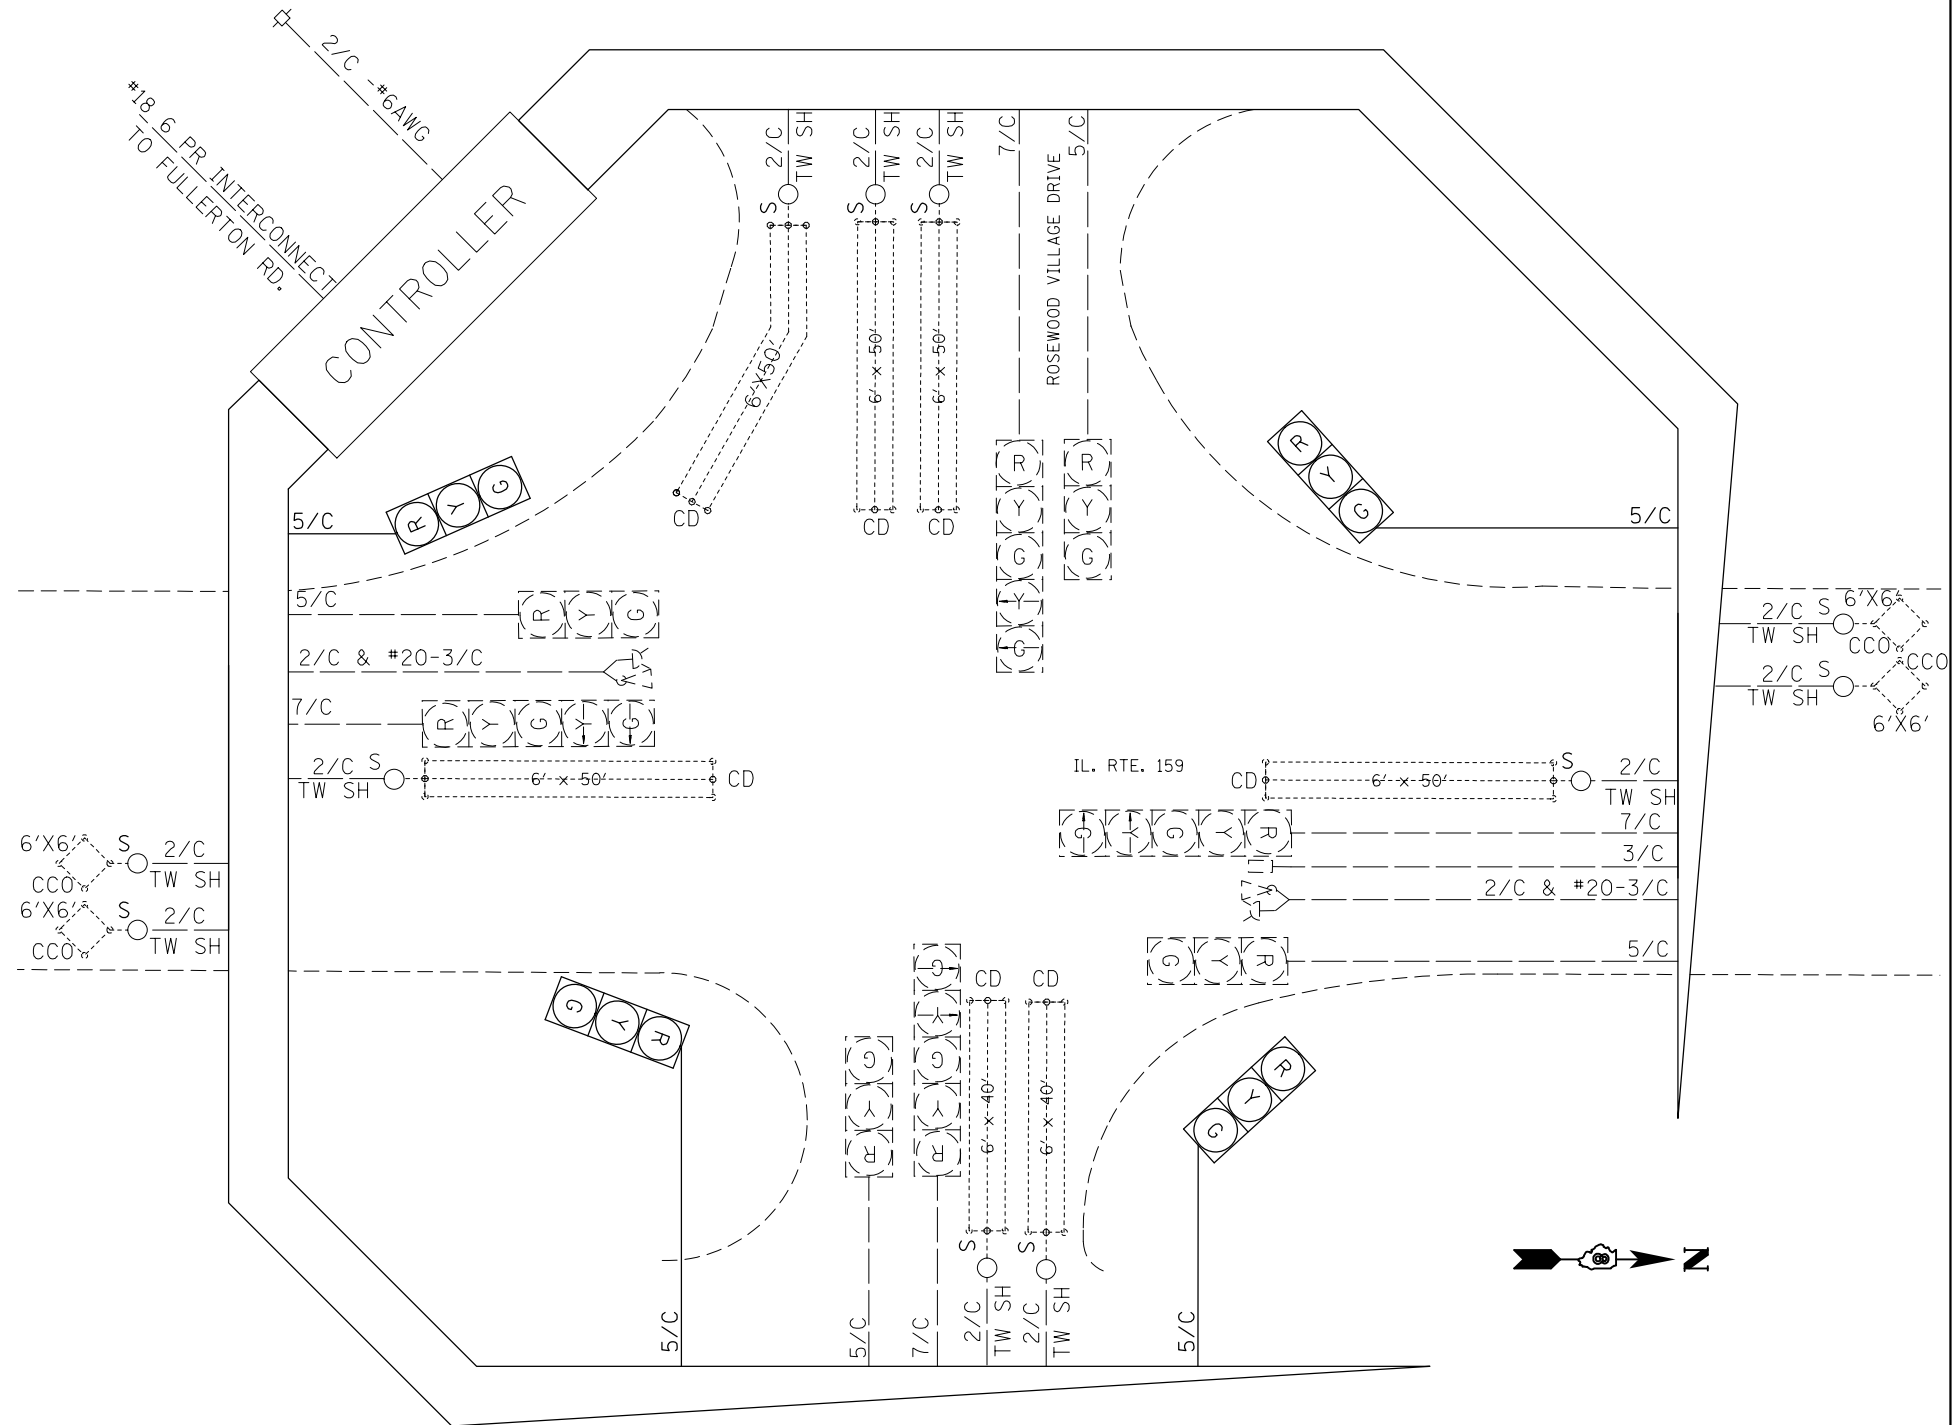 2/C -#6AWG
#18 6 PR INTERCONNECT
TO FULLERTON RD.
CONTROLLER
2/C
TW SH
2/C
TW SH
2/C
TW SH
7/C
5/C
ROSEWOOD VILLAGE DRIVE
S
S
S
6'X50'
6' x 50'
6' x 50'
CD
CD
CD
R
Y
G
Y
G
R
Y
G
R Y G
5/C
R
Y
G
5/C
5/C
R Y G
2/C & #20-3/C
7/C
R Y G Y G
2/C S
TW SH
6' x 50'
CD
2/C S 6'X6'
TW SH
CCO
CCO
2/C S
TW SH
6'X6'
IL. RTE. 159
CD
6' x 50'
S
2/C
TW SH
G Y G Y R
7/C
3/C
2/C & #20-3/C
G Y R
5/C
6'X6' S 2/C
TW SH
CCO
6'X6' S 2/C
TW SH
CCO
G Y R
5/C
G
Y
R
5/C
G
Y
G
Y
R
7/C
CD
CD
6' x 40'
6' x 40'
S
S
2/C
TW SH
2/C
TW SH
R
Y
G
5/C
8
N